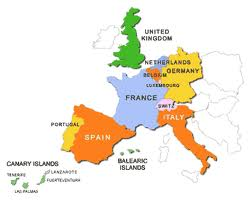 UNITED
KINGDOM
NETHERLANDS
BELGIUM
GERMANY
LUXEMBOURG
FRANCE
SWITZ
ITALY
PORTUGAL
SPAIN
BALEARIC
ISLANDS
CANARY ISLANDS
TENERIFE
LANZAROTE
FUERTEVENTURA
LAS PALMAS